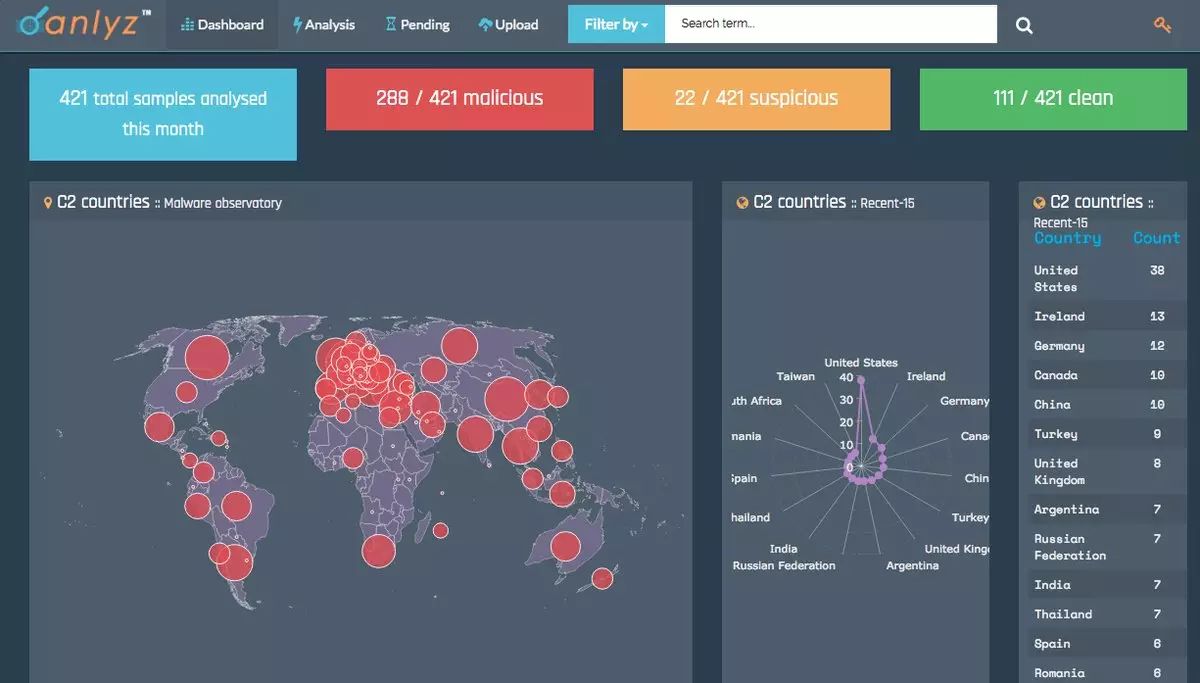 anlyz™
Dashboard
Analysis
Pending
Upload
Filter by
Search term...
421 total samples analysed
this month
288 / 421 malicious
22 / 421 suspicious
111 / 421 clean
C2 countries :: Malware observatory
C2 countries :: Recent-15
United States
Taiwan
Ireland
uth Africa
Germany
mania
Cana
Spain
Chin
hailand
Turkey
India
United Kingd
Russian Federation
Argentina
40
30
20
10
0
C2 countries ::
Recent-15
Country Count
United
States 38
Ireland 13
Germany 12
Canada 10
China 10
Turkey 9
United
Kingdom 8
Argentina 7
Russian
Federation 7
India 7
Thailand 7
Spain 6
Romania 6